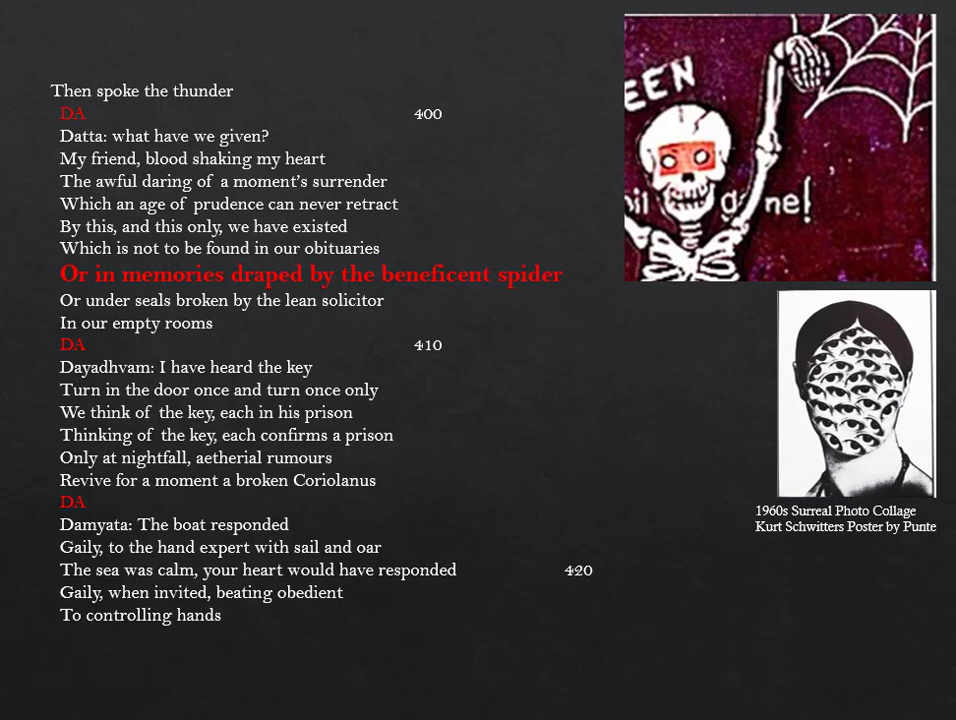 Then spoke the thunder
DA 400
Datta: what have we given?
My friend, blood shaking my heart
The awful daring of a moment’s surrender
Which an age of prudence can never retract
By this, and this only, we have existed
Which is not to be found in our obituaries
Or in memories draped by the beneficent spider
Or under seals broken by the lean solicitor
In our empty rooms
DA 410
Dayadhvam: I have heard the key
Turn in the door once and turn once only
We think of the key, each in his prison
Thinking of the key, each confirms a prison
Only at nightfall, aetherial rumours
Revive for a moment a broken Coriolanus
DA
Damyata: The boat responded
Gaily, to the hand expert with sail and oar
The sea was calm, your heart would have responded 420
Gaily, when invited, beating obedient
To controlling hands
EEN
1960s Surreal Photo Collage
Kurt Schwitters Poster by Punte